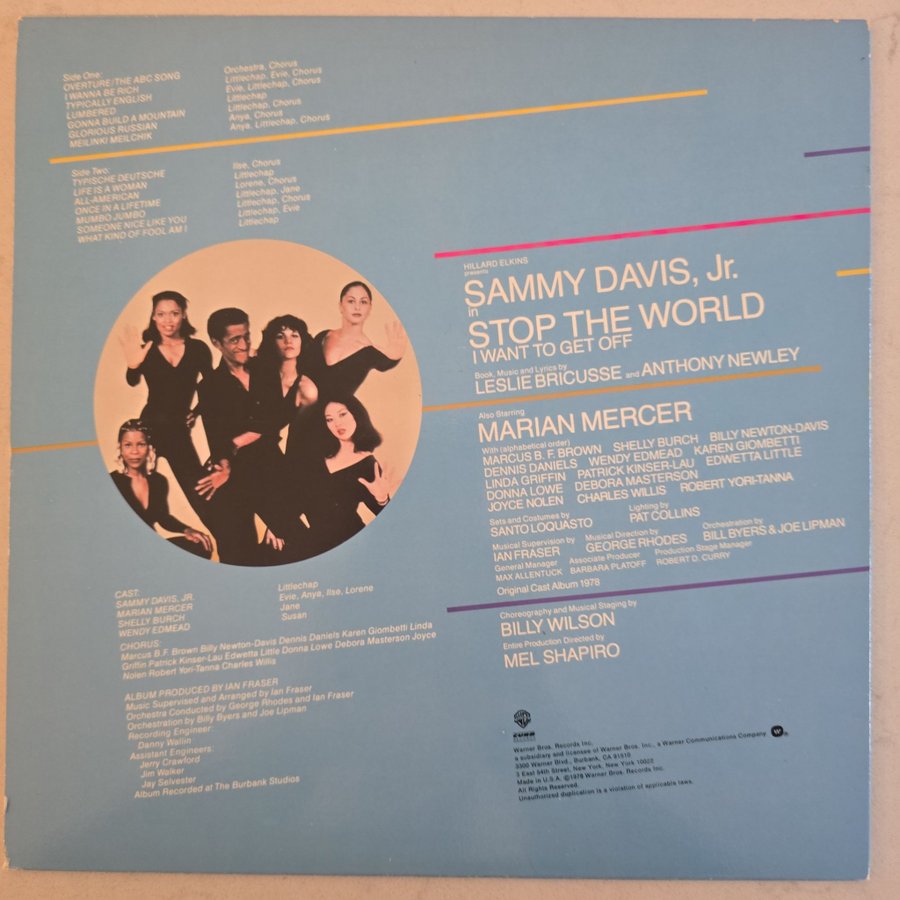 Side One:
OVERTURE/THE ABC SONG Orchestra, Chorus
I WANNA BE RICH Littlechap, Evie, Chorus
TYPICALLY ENGLISH Evie, Littlechap, Chorus
LUMBERED Littlechap
GONNA BUILD A MOUNTAIN Littlechap, Chorus
GLORIOUS RUSSIAN Anya, Chorus
MEILINKI MEILCHIK Anya, Littlechap, Chorus
Side Two:
TYPISCHE DEUTSCHE Ilse, Chorus
LIFE IS A WOMAN Littlechap
ALL-AMERICAN Lorene, Chorus
ONCE IN A LIFETIME Littlechap, Jane
MUMBO JUMBO Littlechap, Chorus
SOMEONE NICE LIKE YOU Littlechap, Evie
WHAT KIND OF FOOL AM I Littlechap
HILLARD ELKINS
presents
SAMMY DAVIS, Jr.
in
STOP THE WORLD
I WANT TO GET OFF
Book, Music and Lyrics by
LESLIE BRICUSSE and ANTHONY NEWLEY
Also Starring
MARIAN MERCER
With (alphabetical order)
MARCUS B. F. BROWN SHELLY BURCH BILLY NEWTON-DAVIS
DENNIS DANIELS WENDY EDMEAD KAREN GIOMBETTI
LINDA GRIFFIN PATRICK KINSER-LAU EDWETTA LITTLE
DONNA LOWE DEBORA MASTERSON
JOYCE NOLEN CHARLES WILLIS ROBERT YORI-TANNA
Sets and Costumes by Lighting by
SANTO LOQUASTO PAT COLLINS
Musical Supervision by Musical Direction by Orchestration by
IAN FRASER GEORGE RHODES BILL BYERS & JOE LIPMAN
General Manager Associate Producer Production Stage Manager
MAX ALLENTUCK BARBARA PLATOFF ROBERT D. CURRY
Original Cast Album 1978
Choreography and Musical Staging by
BILLY WILSON
Entire Production Directed by
MEL SHAPIRO
CAST:
SAMMY DAVIS, JR. Littlechap
MARIAN MERCER Evie, Anya, Ilse, Lorene
SHELLY BURCH Jane
WENDY EDMEAD Susan
CHORUS:
Marcus B.F. Brown Billy Newton-Davis Dennis Daniels Karen Giombetti Linda
Griffin Patrick Kinser-Lau Edwetta Little Donna Lowe Debora Masterson Joyce
Nolen Robert Yori-Tanna Charles Willis
ALBUM PRODUCED BY IAN FRASER
Music Supervised and Arranged by Ian Fraser
Orchestra Conducted by George Rhodes and Ian Fraser
Orchestration by Billy Byers and Joe Lipman
Recording Engineer:
Danny Wallin
Assistant Engineers:
Jerry Crawford
Jim Walker
Jay Selvester
Album Recorded at The Burbank Studios
CURB
RECORDS
Warner Bros. Records Inc.
a subsidiary and licensee of Warner Bros. Inc., a Warner Communications Company
3300 Warner Blvd., Burbank, CA 91510
3 East 54th Street, New York, New York 10022
Made in U.S.A. ©1978 Warner Bros. Records Inc.
All Rights Reserved.
Unauthorized duplication is a violation of applicable laws.